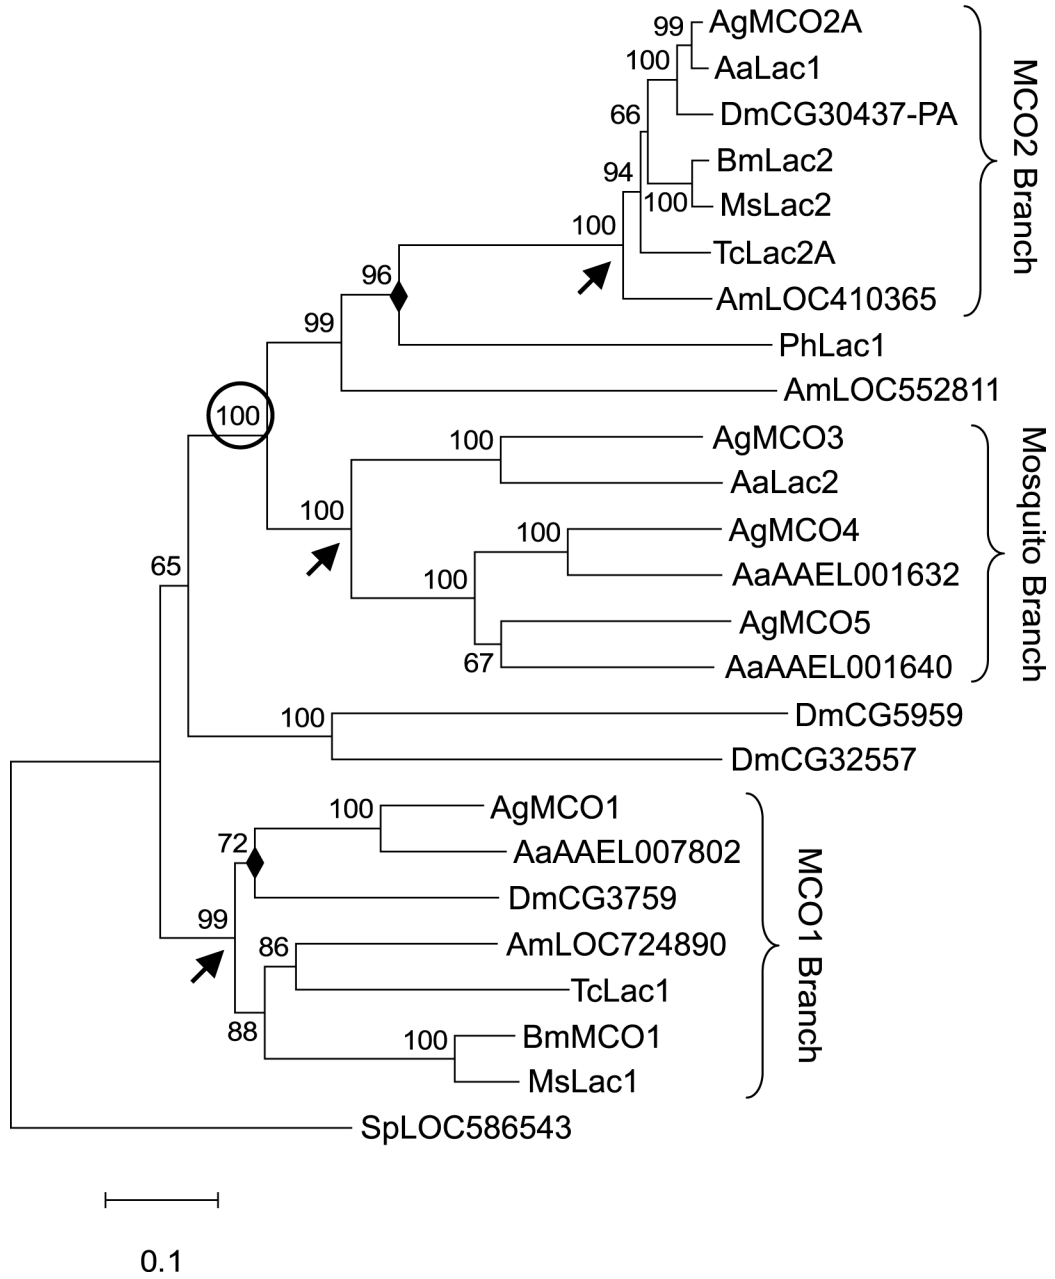 99
AgMCO2A
100
AaLac1
66
DmCG30437-PA
BmLac2
94
100
MsLac2
100
TcLac2A
96
AmLOC410365
99
PhLac1
AmLOC552811
MCO2 Branch
100
100
AgMCO3
AaLac2
100
100
AgMCO4
100
AaAAEL001632
AgMCO5
67
AaAAEL001640
Mosquito Branch
65
100
DmCG5959
DmCG32557
100
AgMCO1
72
AaAAEL007802
DmCG3759
99
86
AmLOC724890
TcLac1
88
100
BmMCO1
MsLac1
MCO1 Branch
SpLOC586543
0.1